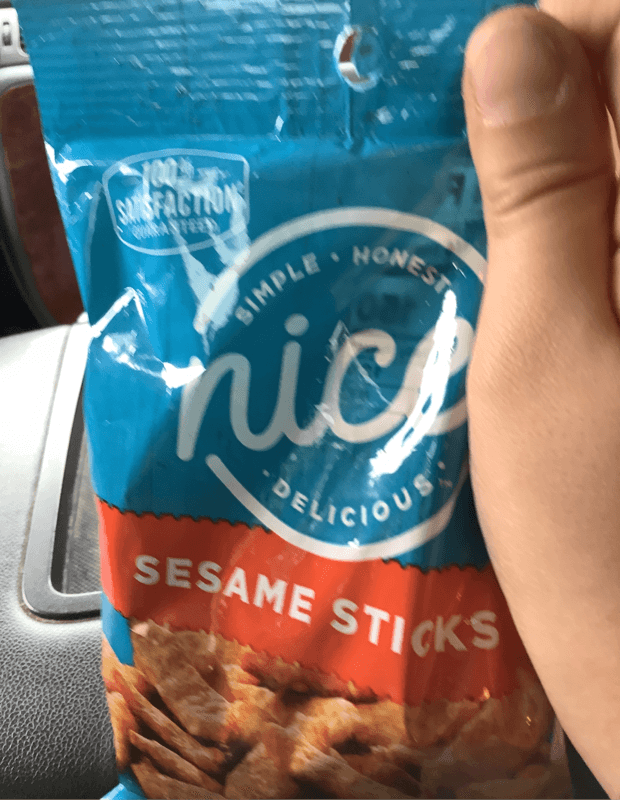 100%
SATISFACTION
GUARANTEED
SIMPLE • HONEST
nice
• DELICIOUS •
SESAME STICKS